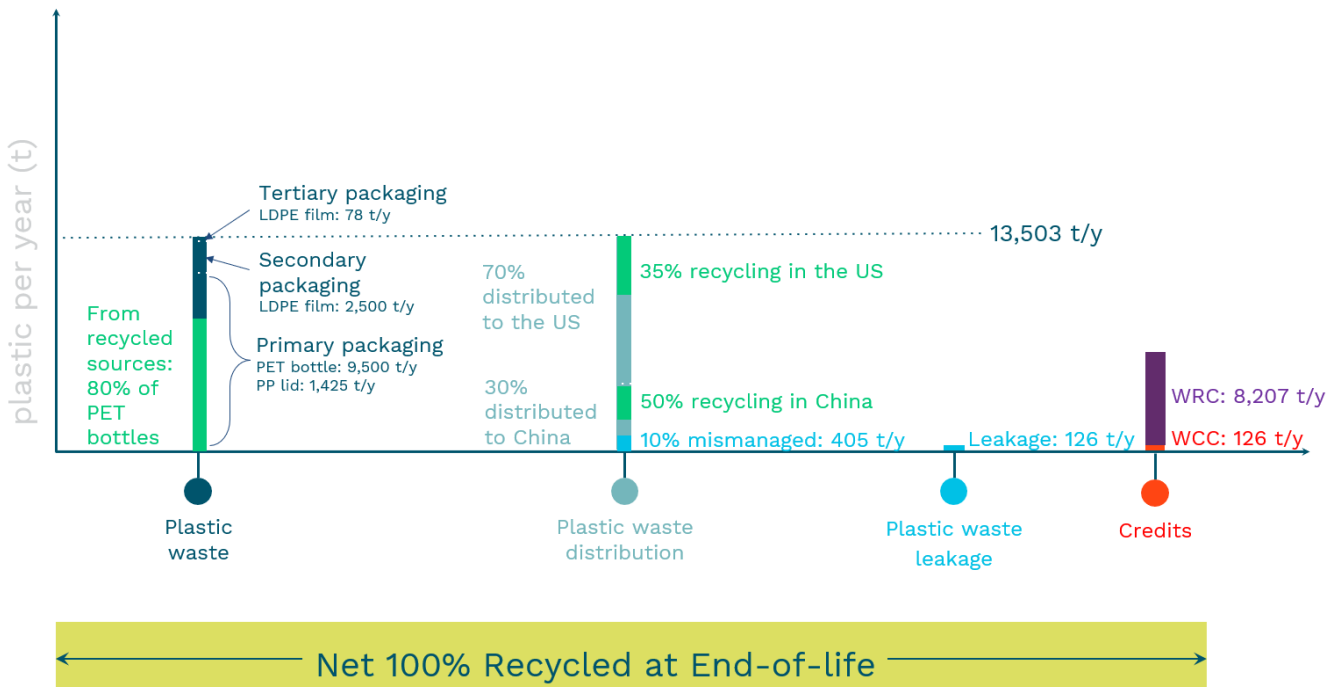 plastic per year (t)
Tertiary packaging
LDPE film: 78 t/y
13,503 t/y
Secondary
packaging
LDPE film: 2,500 t/y
From
recycled
sources:
80% of
PET
bottles
Primary packaging
PET bottle: 9,500 t/y
PP lid: 1,425 t/y
70%
distributed
to the US
35% recycling in the US
30%
distributed
to China
50% recycling in China
10% mismanaged: 405 t/y
Leakage: 126 t/y
WRC: 8,207 t/y
WCC: 126 t/y
Plastic
waste
Plastic waste
distribution
Plastic waste
leakage
Credits
Net 100% Recycled at End-of-life